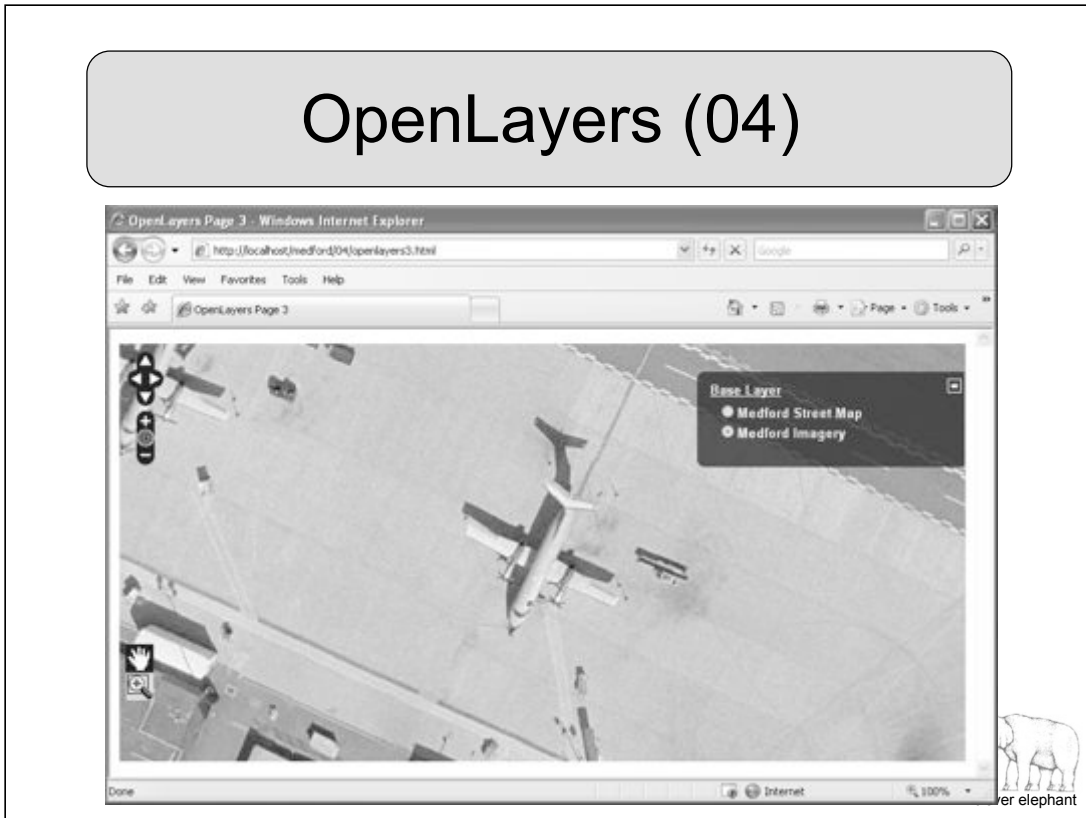 OpenLayers (04)
OpenLayers Page 3 - Windows Internet Explorer
http://localhost/medford/04/openlayers3.html
Google
File Edit View Favorites Tools Help
OpenLayers Page 3
Page Tools
Base Layer
Medford Street Map
Medford Imagery
Done
Internet
100%
elephant